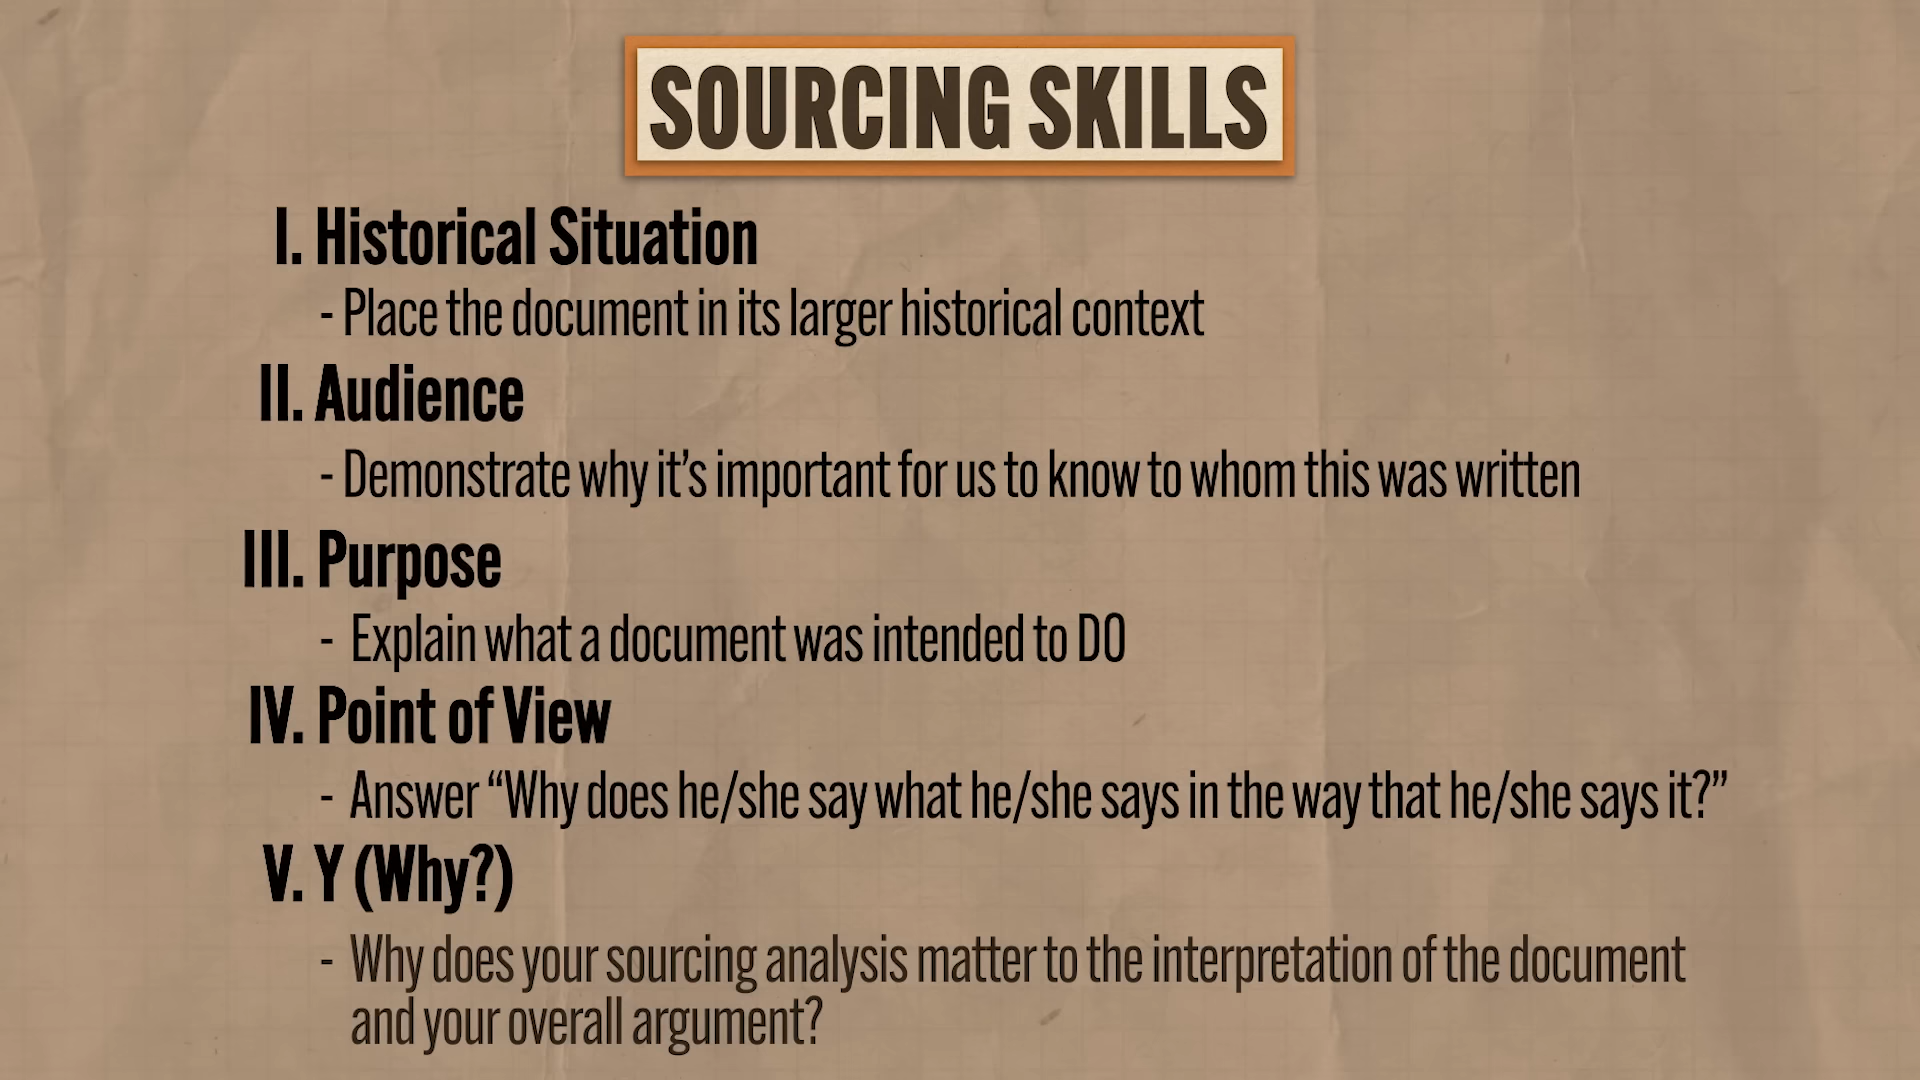 SOURCING SKILLS
I. Historical Situation
- Place the document in its larger historical context
II. Audience
- Demonstrate why it’s important for us to know to whom this was written
III. Purpose
- Explain what a document was intended to DO
IV. Point of View
- Answer “Why does he/she say what he/she says in the way that he/she says it?”
V. Y (Why?)
- Why does your sourcing analysis matter to the interpretation of the document
and your overall argument?